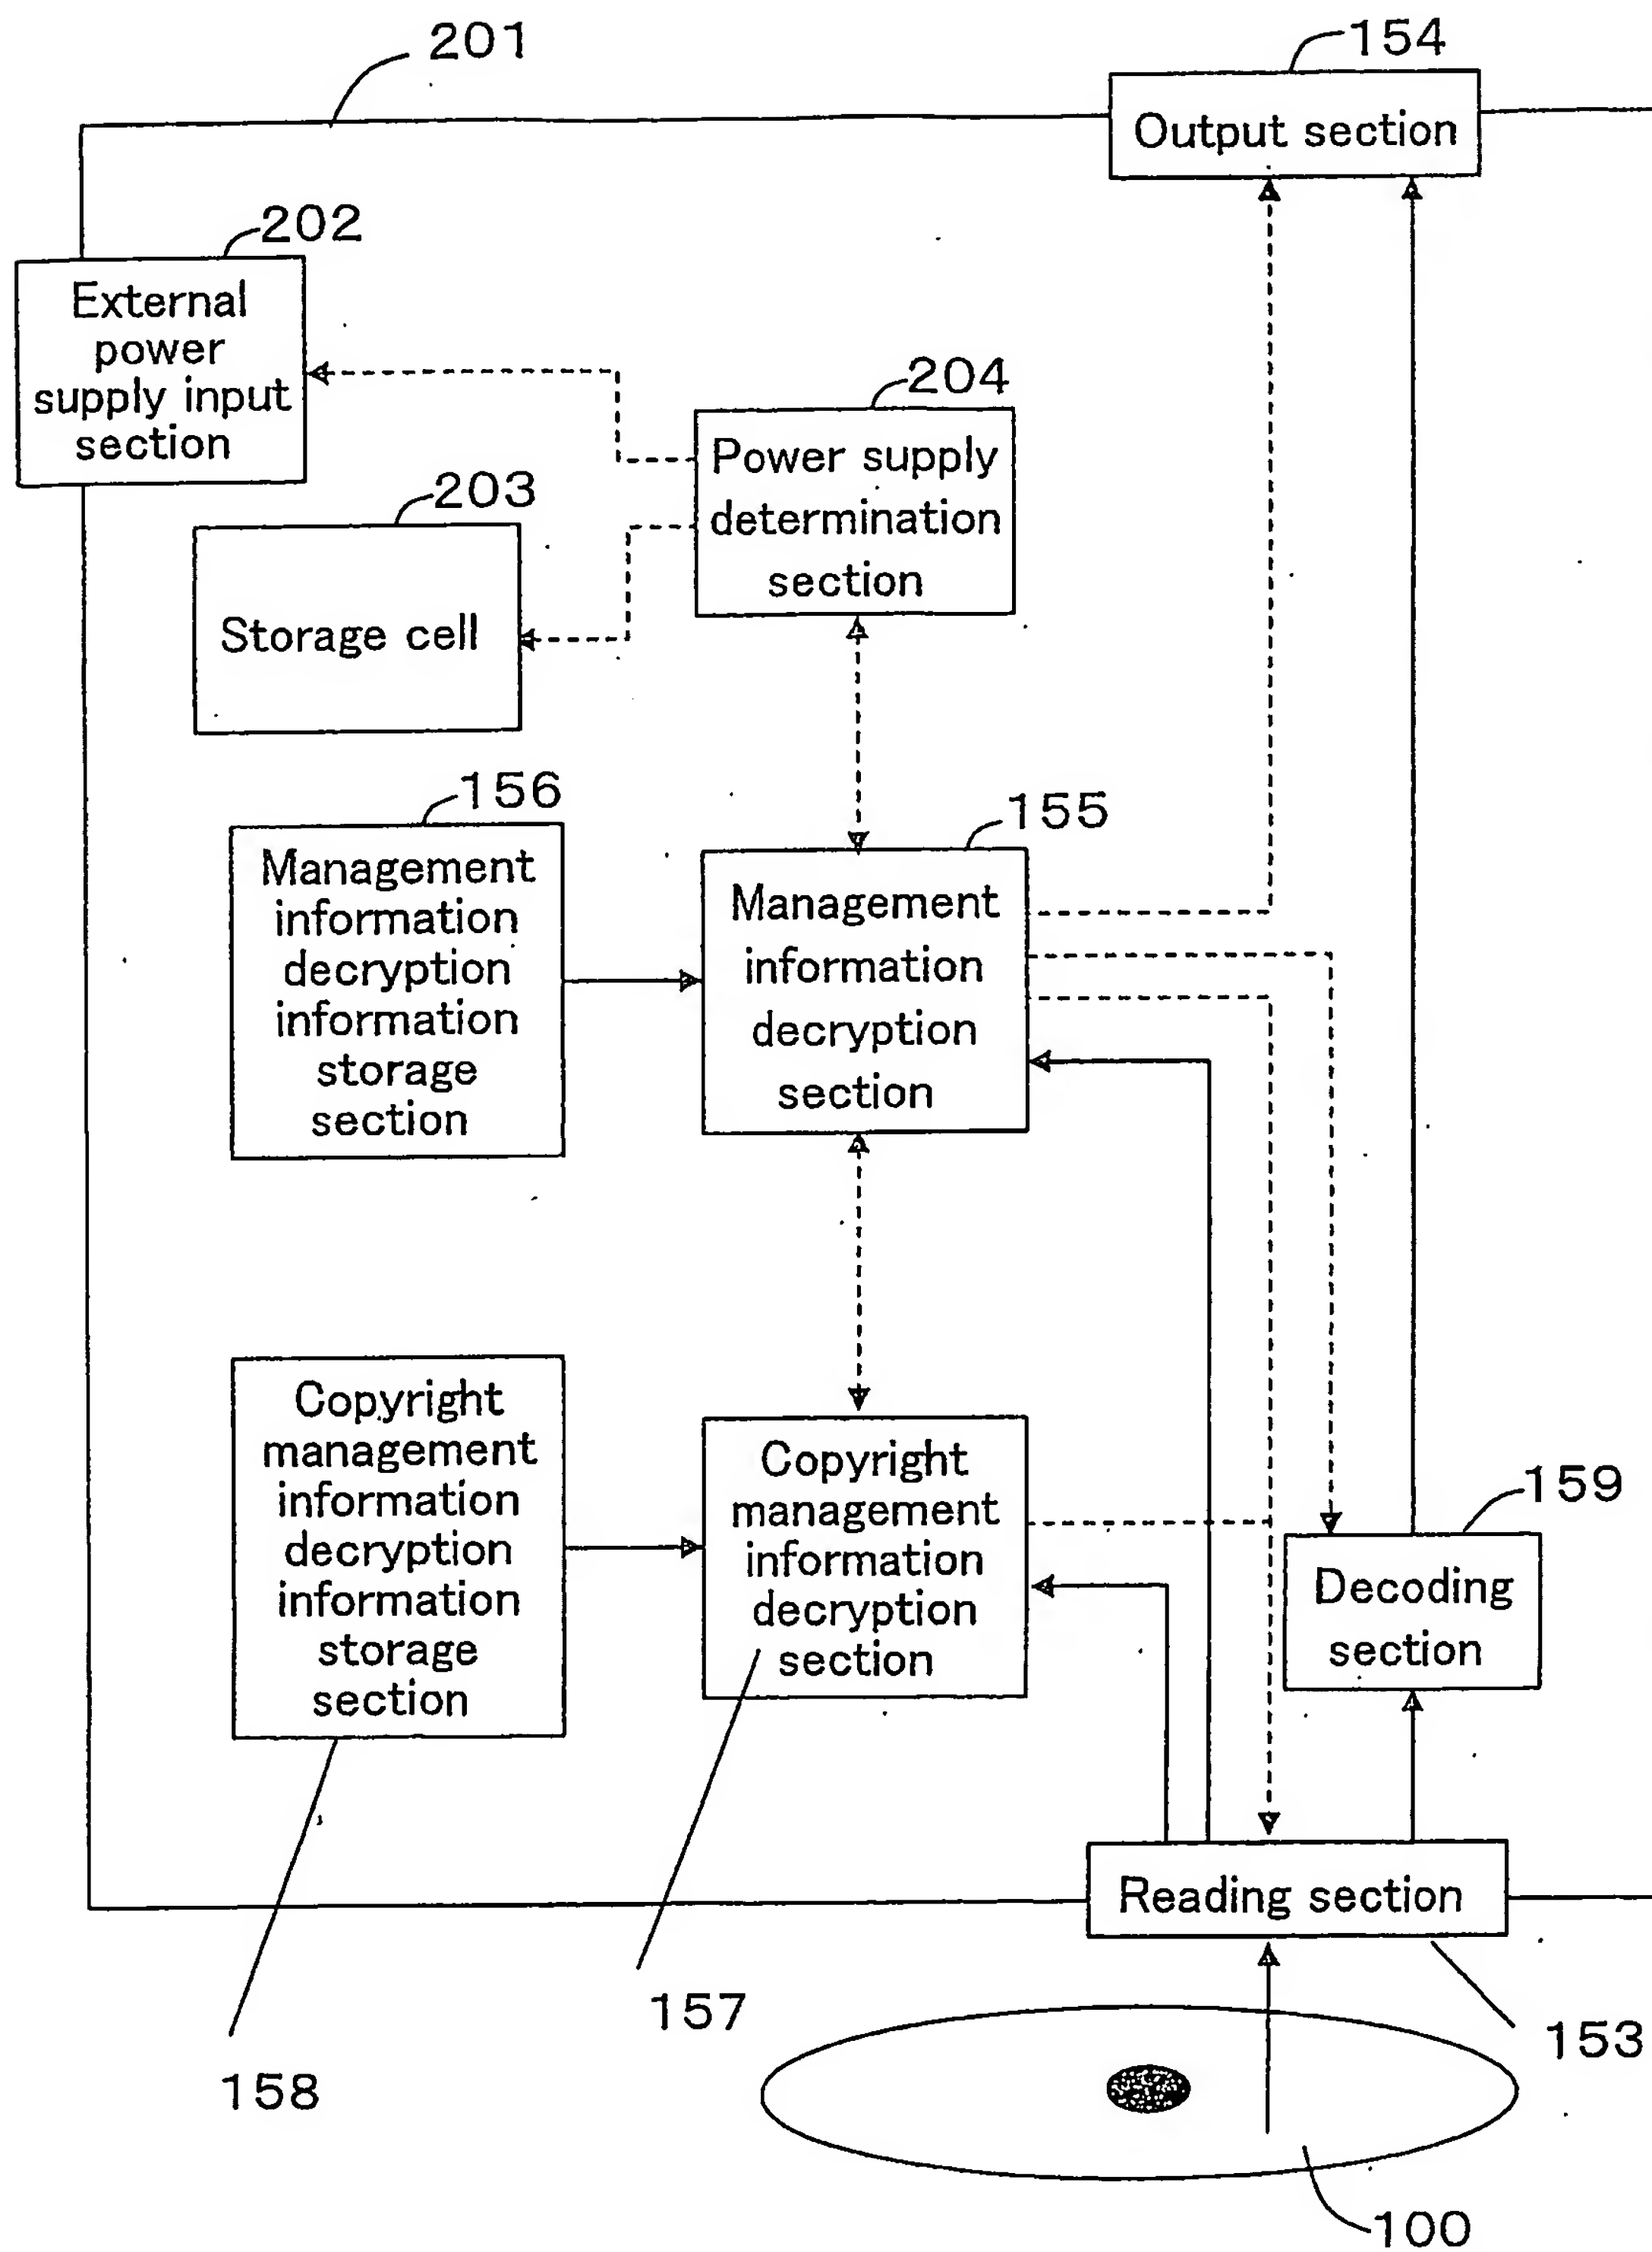 201
154
Output section
202
External
power
supply input
section
204
Power supply
determination
section
203
Storage cell
156
Management
information
decryption
information
storage
section
155
Management
information
decryption
section
Copyright
management
information
decryption
information
storage
section
Copyright
management
information
decryption
section
159
Decoding
section
Reading section
157
153
158
100